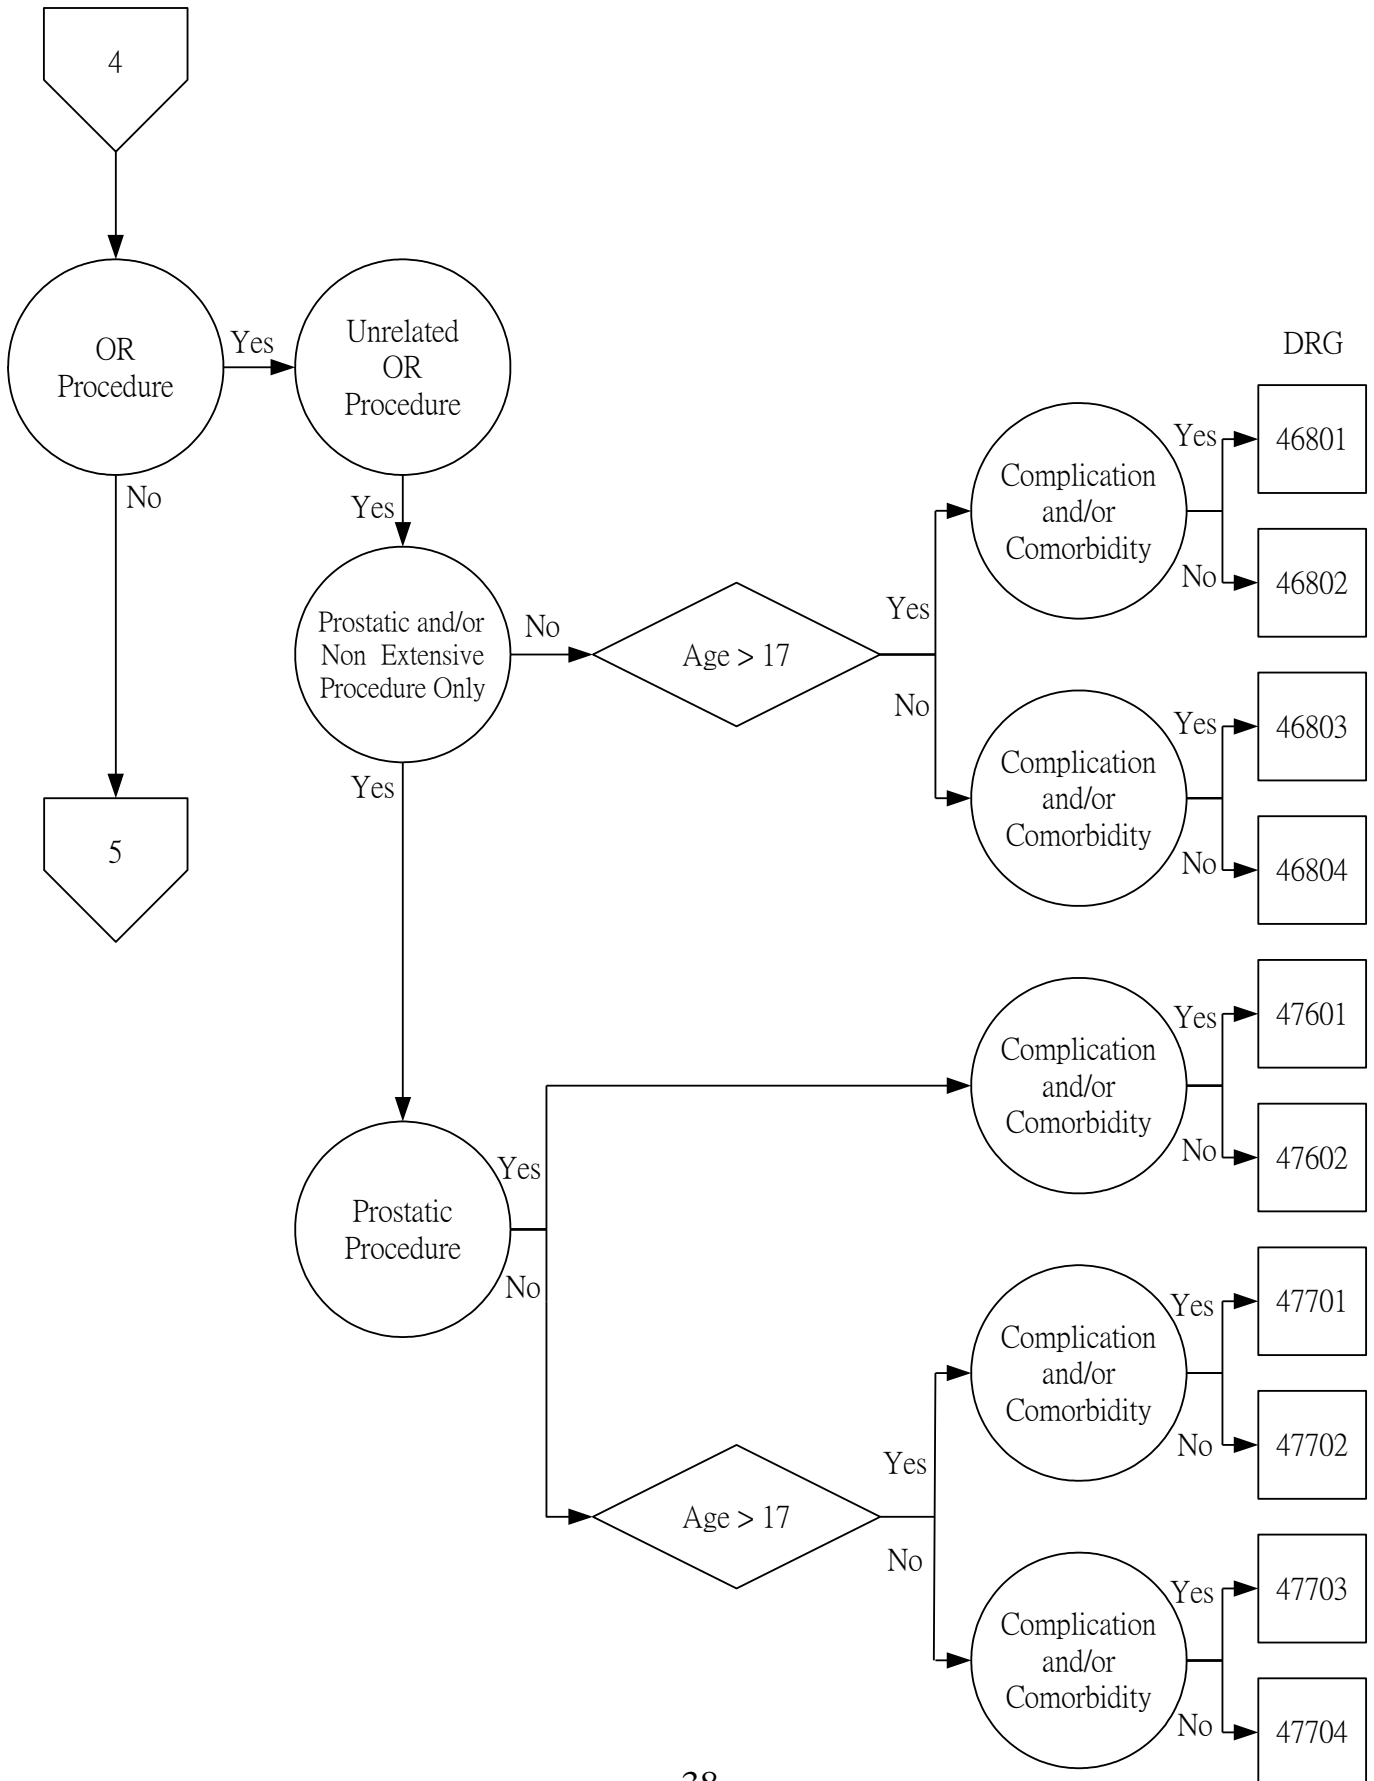 4
OR
Procedure
Yes
No
Unrelated
OR
Procedure
Yes
Prostatic and/or
Non Extensive
Procedure Only
No
Yes
Age > 17
Yes
No
DRG
Complication
and/or
Comorbidity
Yes
46801
No
46802
Complication
and/or
Comorbidity
Yes
46803
No
46804
5
Prostatic
Procedure
Yes
No
Complication
and/or
Comorbidity
Yes
47601
No
47602
Age > 17
Yes
No
Complication
and/or
Comorbidity
Yes
47701
No
47702
Complication
and/or
Comorbidity
Yes
47703
No
47704
38